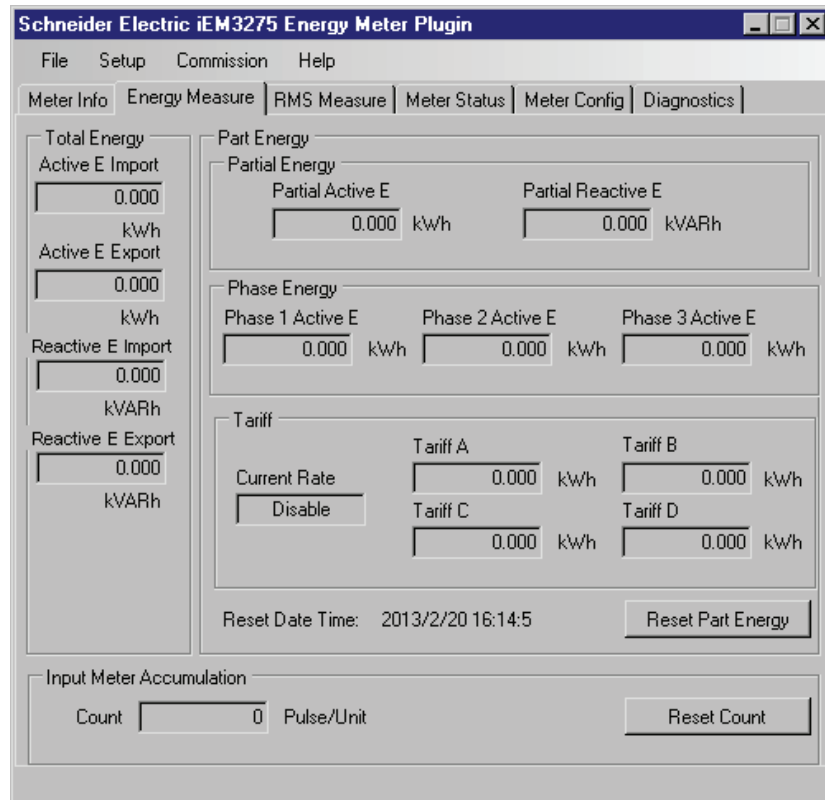 Schneider Electric iEM3275 Energy Meter Plugin
File Setup Commission Help
Meter Info Energy Measure RMS Measure Meter Status Meter Config Diagnostics
Total Energy
Active E Import
0.000
kWh
Active E Export
0.000
kWh
Reactive E Import
0.000
kVARh
Reactive E Export
0.000
kVARh
Part Energy
Partial Energy
Partial Active E Partial Reactive E
0.000 kWh 0.000 kVARh
Phase Energy
Phase 1 Active E Phase 2 Active E Phase 3 Active E
0.000 kWh 0.000 kWh 0.000 kWh
Tariff
Current Rate
Disable
Tariff A Tariff B
0.000 kWh 0.000 kWh
Tariff C Tariff D
0.000 kWh 0.000 kWh
Reset Date Time: 2013/2/20 16:14:5 Reset Part Energy
Input Meter Accumulation
Count 0 Pulse/Unit Reset Count